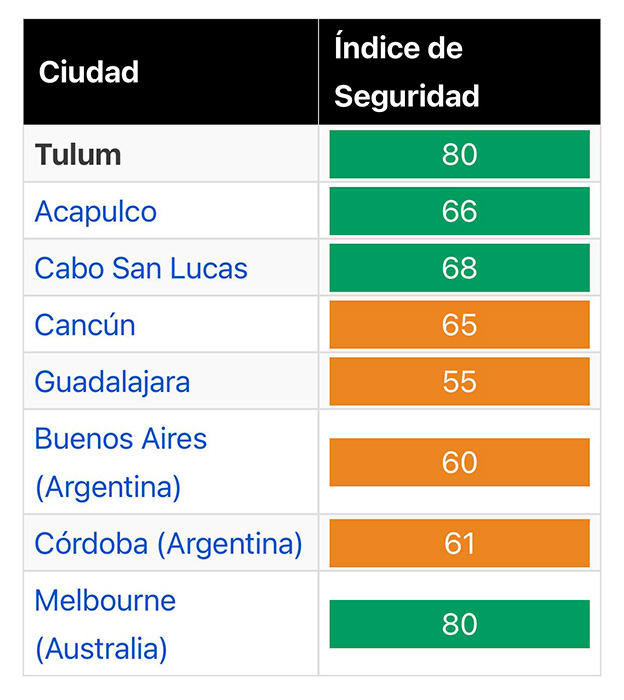 Ciudad
Índice de
Seguridad
Tulum
80
Acapulco
66
Cabo San Lucas
68
Cancún
65
Guadalajara
55
Buenos Aires
(Argentina)
60
Córdoba (Argentina)
61
Melbourne
(Australia)
80